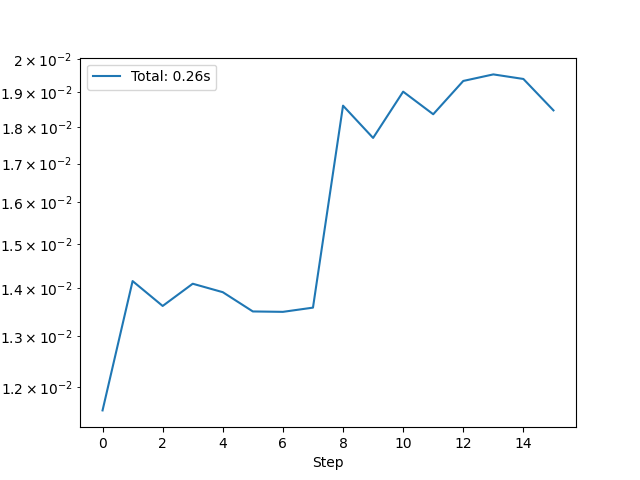 Total: 0.26s
2 × 10⁻²
1.9 × 10⁻²
1.8 × 10⁻²
1.7 × 10⁻²
1.6 × 10⁻²
1.5 × 10⁻²
1.4 × 10⁻²
1.3 × 10⁻²
1.2 × 10⁻²
0 2 4 6 8 10 12 14
Step